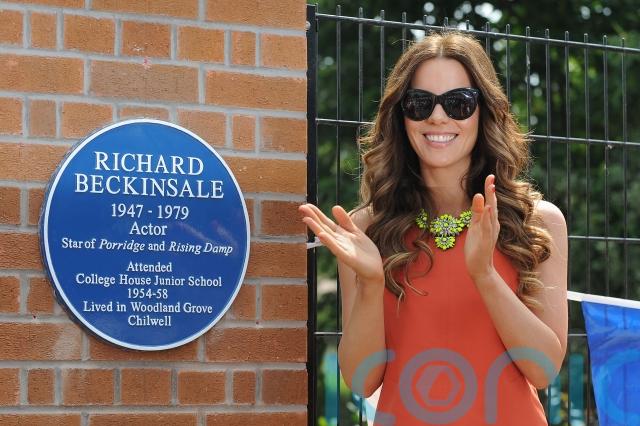 RICHARD
BECKINSALE
1947 - 1979
Actor
Star of Porridge and Rising Damp
Attended
College House Junior School
1954-58
Lived in Woodland Grove
Chilwell
iconic